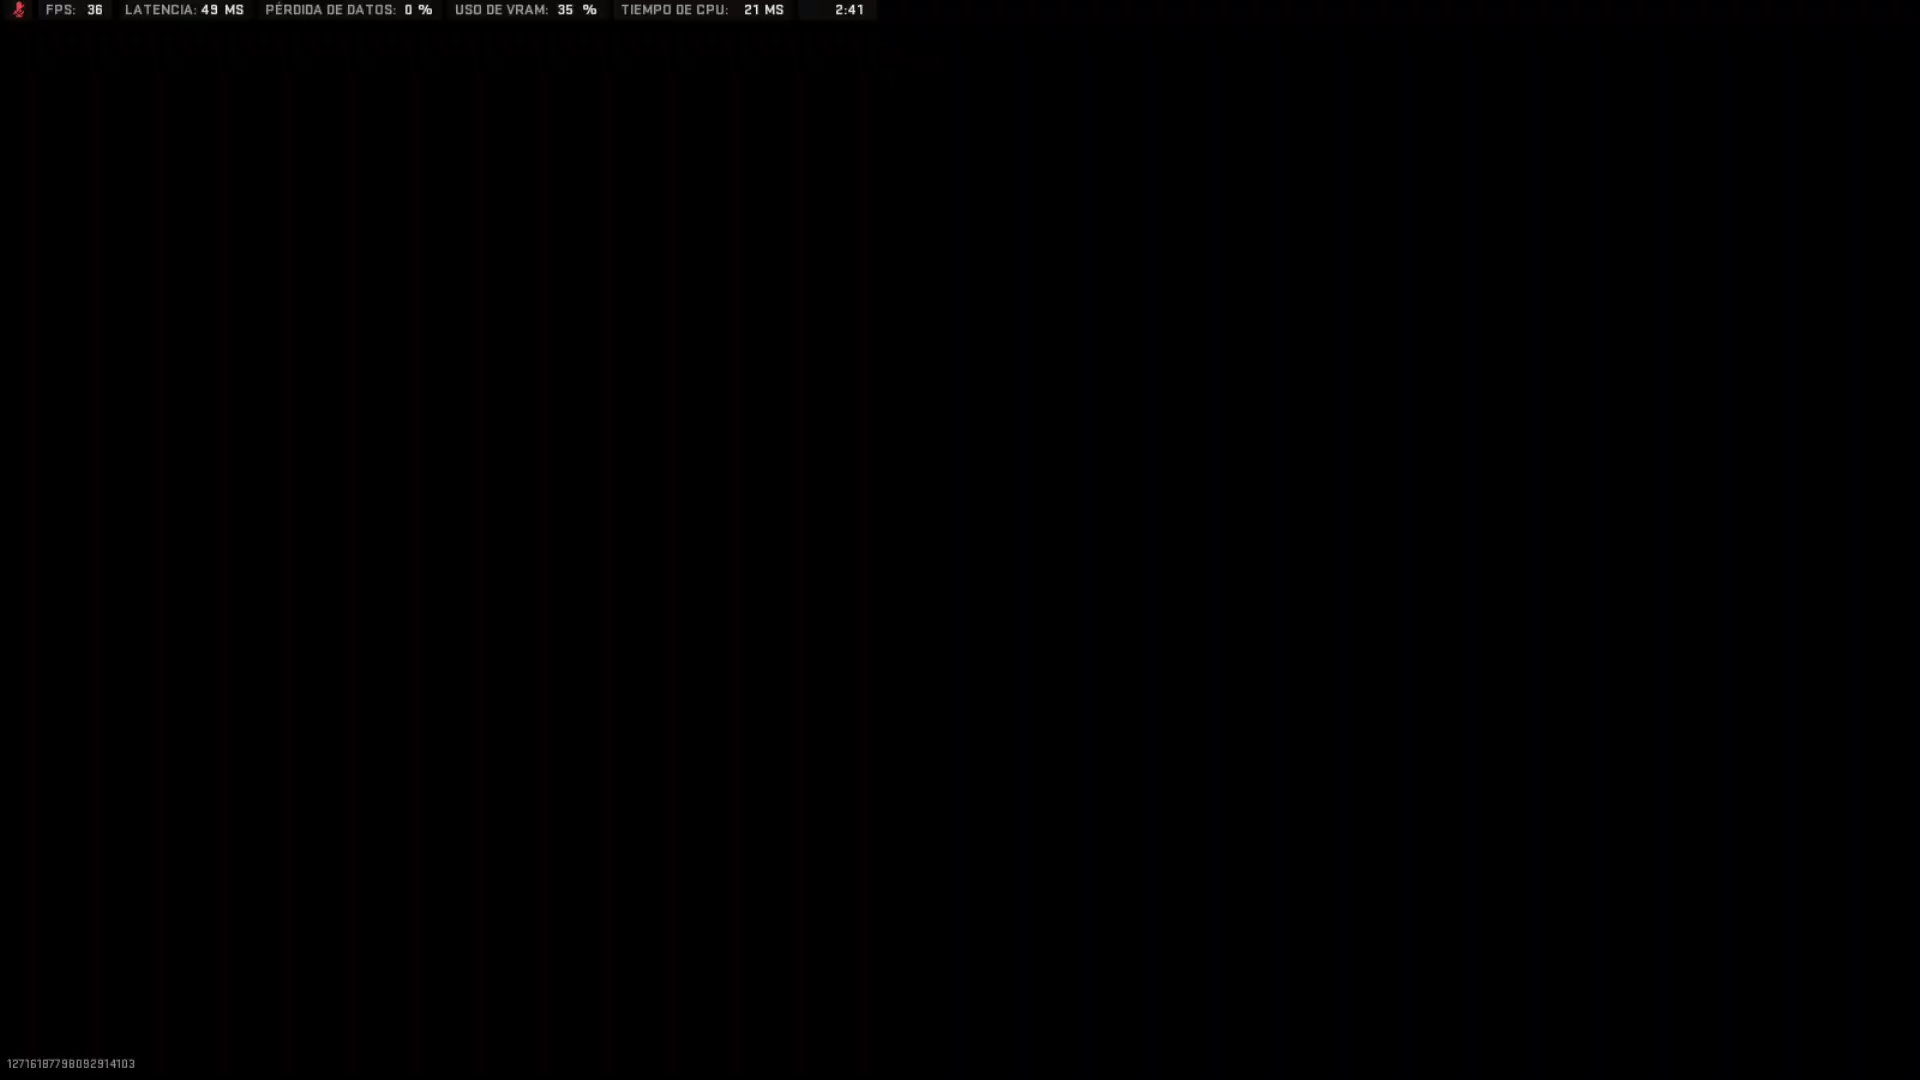 FPS: 36 LATENCIA: 49 MS PÉRDIDA DE DATOS: 0 % USO DE VRAM: 35 % TIEMPO DE CPU: 21 MS 2:41
12716187798092914103